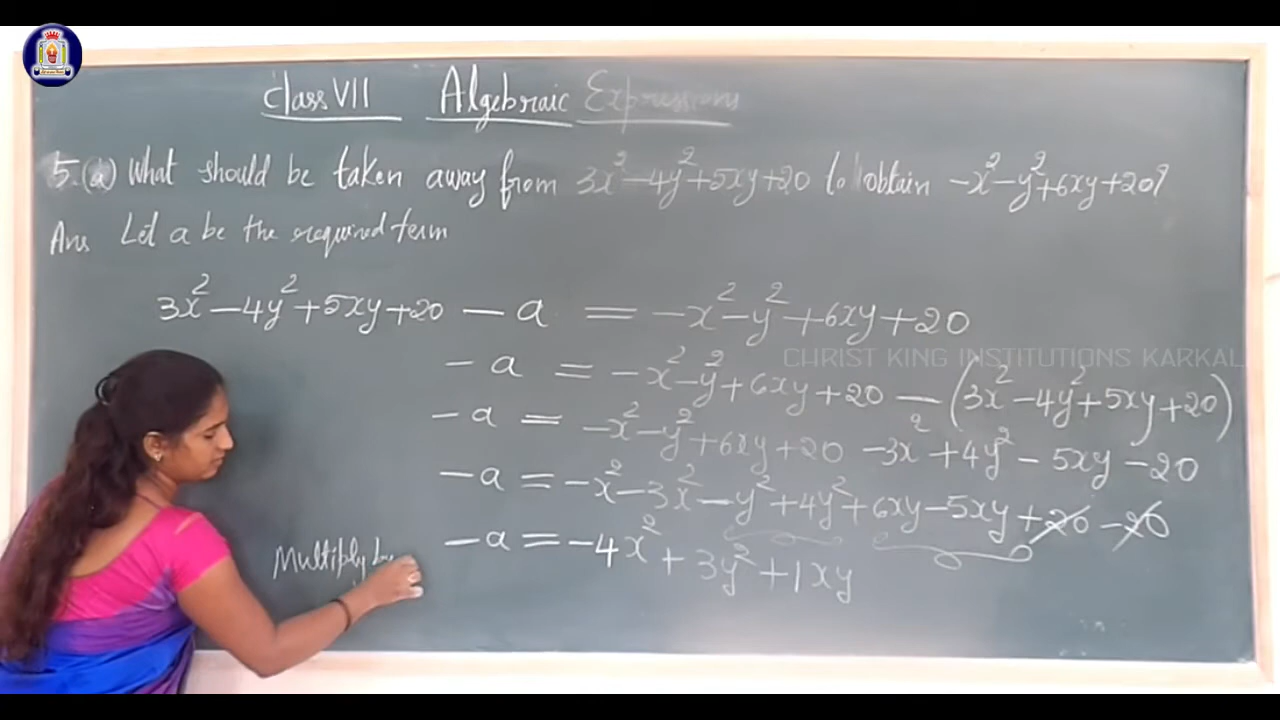 Class VII Algebraic Expressions
5.(a) What should be taken away from 3x² - 4y² + 5xy + 20 to obtain -x² - y² + 6xy + 20?
Ans Let a be the required term
3x² - 4y² + 5xy + 20 - a = -x² - y² + 6xy + 20
CHRIST KING INSTITUTIONS KARKAL
-a = -x² - y² + 6xy + 20 - (3x² - 4y² + 5xy + 20)
-a = -x² - y² + 6xy + 20 - 3x² + 4y² - 5xy - 20
-a = -x² - 3x² - y² + 4y² + 6xy - 5xy + 20 - 20
-a = -4x² + 3y² + 1xy
Multiply